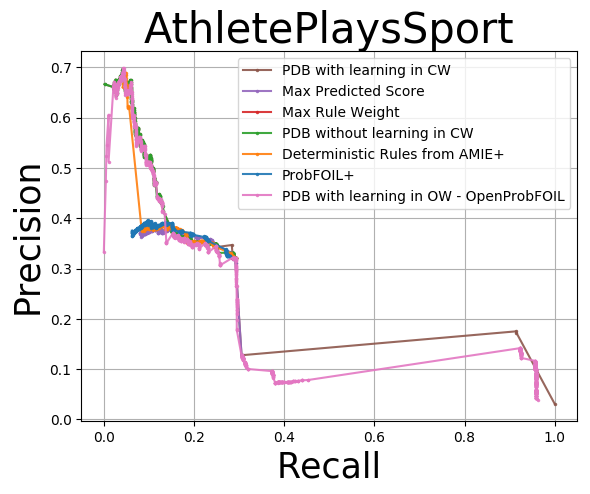 AthletePlaysSport
PDB with learning in CW
Max Predicted Score
Max Rule Weight
PDB without learning in CW
Deterministic Rules from AMIE+
ProbFOIL+
PDB with learning in OW - OpenProbFOIL
Precision
0.7
0.6
0.5
0.4
0.3
0.2
0.1
0.0
0.0 0.2 0.4 0.6 0.8 1.0
Recall